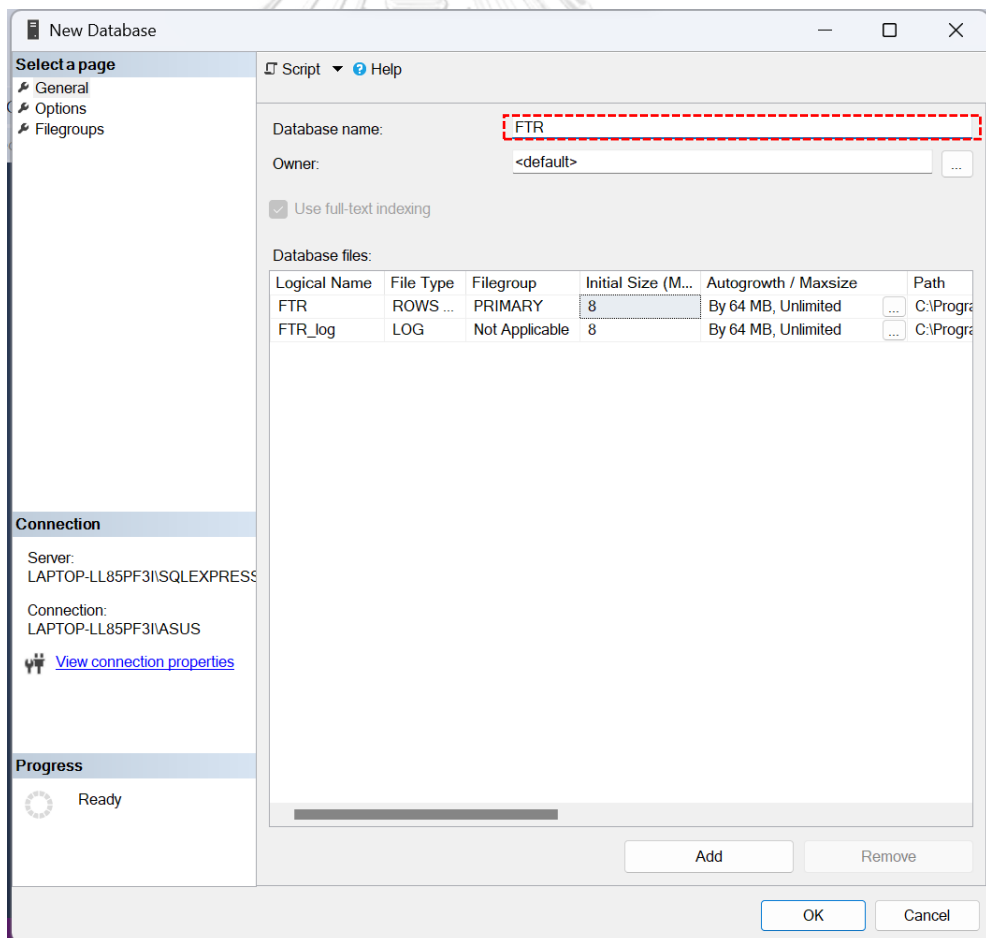 New Database
Select a page
General
Options
Filegroups
Script Help
Database name: FTR
Owner: <default> ...
Use full-text indexing
Database files:
Logical Name File Type Filegroup Initial Size (M... Autogrowth / Maxsize Path
FTR ROWS ... PRIMARY 8 By 64 MB, Unlimited ... C:\Progra
FTR_log LOG Not Applicable 8 By 64 MB, Unlimited ... C:\Progra
Connection
Server:
LAPTOP-LL85PF3I\SQLEXPRESS
Connection:
LAPTOP-LL85PF3I\ASUS
View connection properties
Progress
Ready
Add Remove
OK Cancel